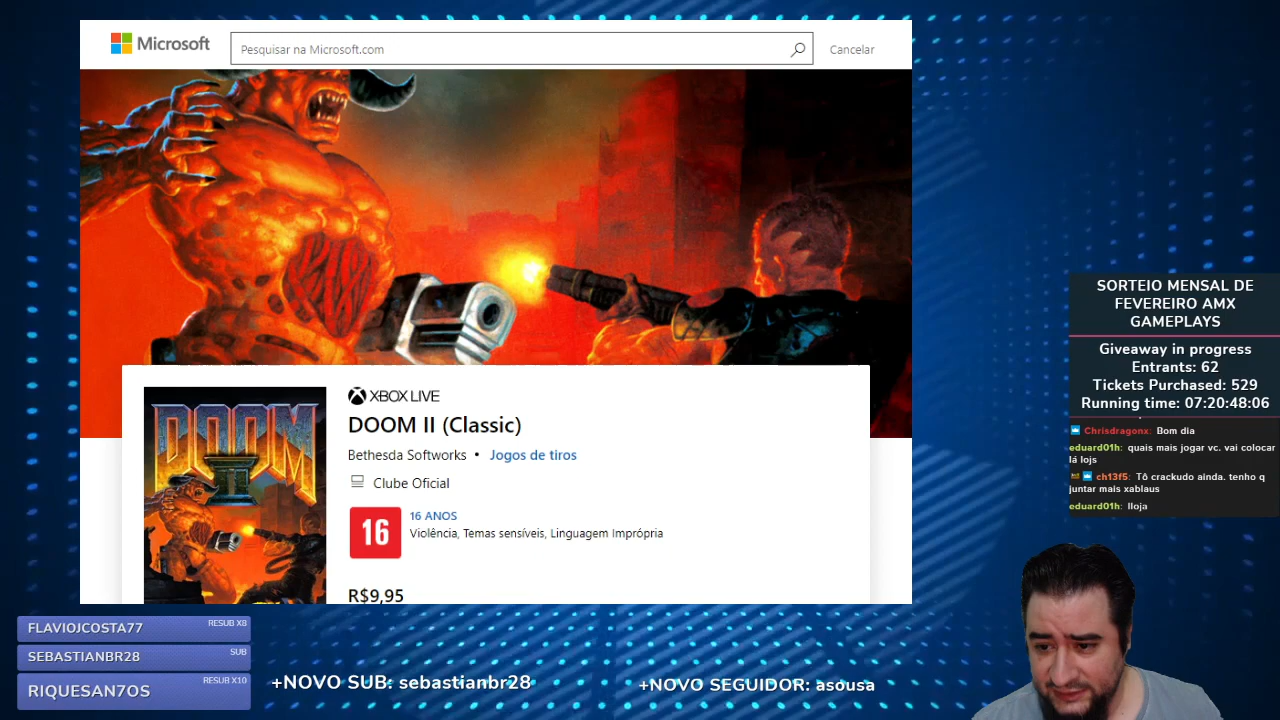 Microsoft
Pesquisar na Microsoft.com
Cancelar
DOOM
II
XBOX LIVE
DOOM II (Classic)
Bethesda Softworks • Jogos de tiros
Clube Oficial
16
16 ANOS
Violência, Temas sensíveis, Linguagem Imprópria
R$9,95
SORTEIO MENSAL DE
FEVEREIRO AMX
GAMEPLAYS
Giveaway in progress
Entrants: 62
Tickets Purchased: 529
Running time: 07:20:48:06
Chrisdragonx: Bom dia
eduard01h: quais mais jogar vc. vai colocar
lá lojs
ch13f5: Tô crackudo ainda. tenho q
juntar mais xablaus
eduard01h: lloja
FLAVIOJCOSTA77 RESUB X8
SEBASTIANBR28 SUB
RIQUESAN7OS RESUB X10
+NOVO SUB: sebastianbr28
+NOVO SEGUIDOR: asousa